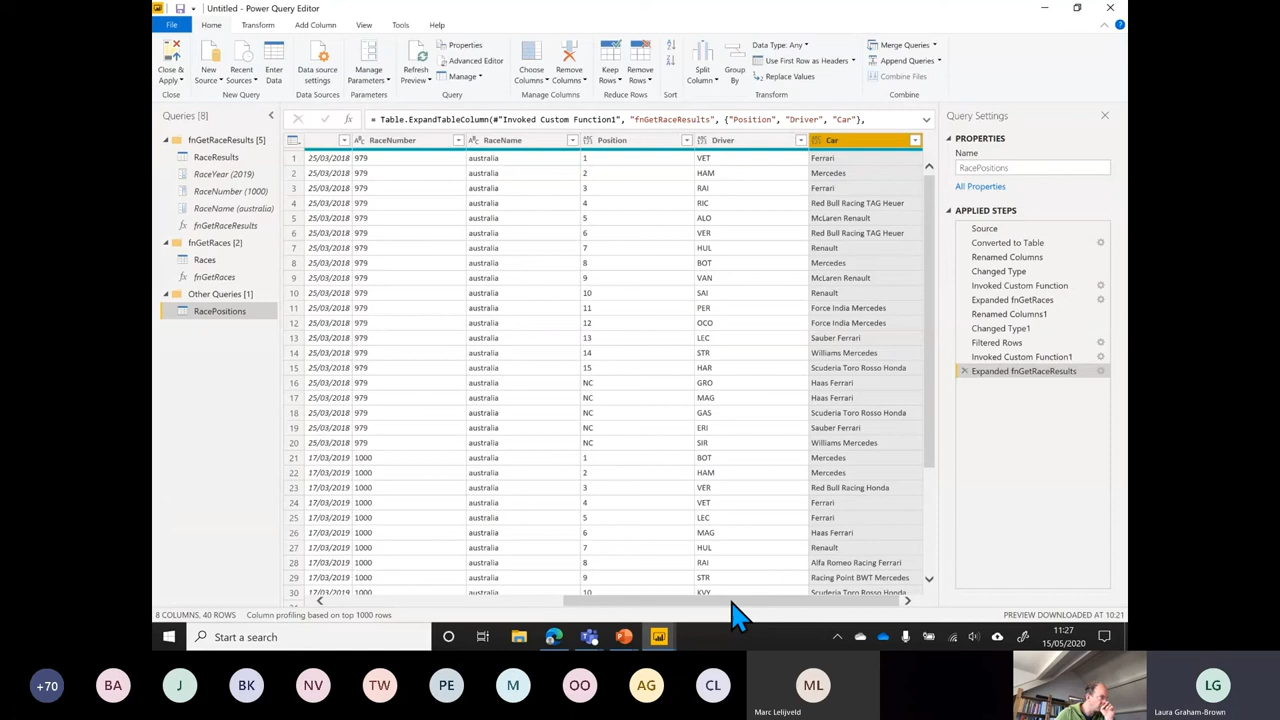 Untitled - Power Query Editor
File Home Transform Add Column View Tools Help
Close & Apply
New Source
Recent Sources
Enter Data
Data source settings
Manage Parameters
Refresh Preview
Properties
Advanced Editor
Manage
Choose Columns
Remove Columns
Keep Rows
Remove Rows
Split Column
Group By
Data Type: Any
Use First Row as Headers
Replace Values
Merge Queries
Append Queries
Combine Files
Close New Query Data Sources Parameters Query Manage Columns Reduce Rows Sort Transform Combine
Queries [8]
fnGetRaceResults [5]
RaceResults
RaceYear (2019)
RaceNumber (1000)
RaceName (australia)
fnGetRaceResults
fnGetRaces [2]
Races
fnGetRaces
Other Queries [1]
RacePositions
= Table.ExpandTableColumn(#"Invoked Custom Function1", "fnGetRaceResults", {"Position", "Driver", "Car"},
RaceNumber RaceName Position Driver Car
1 25/03/2018 979 australia 1 VET Ferrari
2 25/03/2018 979 australia 2 HAM Mercedes
3 25/03/2018 979 australia 3 RAI Ferrari
4 25/03/2018 979 australia 4 RIC Red Bull Racing TAG Heuer
5 25/03/2018 979 australia 5 ALO McLaren Renault
6 25/03/2018 979 australia 6 VER Red Bull Racing TAG Heuer
7 25/03/2018 979 australia 7 HUL Renault
8 25/03/2018 979 australia 8 BOT Mercedes
9 25/03/2018 979 australia 9 VAN McLaren Renault
10 25/03/2018 979 australia 10 SAI Renault
11 25/03/2018 979 australia 11 PER Force India Mercedes
12 25/03/2018 979 australia 12 OCO Force India Mercedes
13 25/03/2018 979 australia 13 LEC Sauber Ferrari
14 25/03/2018 979 australia 14 STR Williams Mercedes
15 25/03/2018 979 australia 15 HAR Scuderia Toro Rosso Honda
16 25/03/2018 979 australia NC GRO Haas Ferrari
17 25/03/2018 979 australia NC MAG Haas Ferrari
18 25/03/2018 979 australia NC GAS Scuderia Toro Rosso Honda
19 25/03/2018 979 australia NC ERI Sauber Ferrari
20 25/03/2018 979 australia NC SIR Williams Mercedes
21 17/03/2019 1000 australia 1 BOT Mercedes
22 17/03/2019 1000 australia 2 HAM Mercedes
23 17/03/2019 1000 australia 3 VER Red Bull Racing Honda
24 17/03/2019 1000 australia 4 VET Ferrari
25 17/03/2019 1000 australia 5 LEC Ferrari
26 17/03/2019 1000 australia 6 MAG Haas Ferrari
27 17/03/2019 1000 australia 7 HUL Renault
28 17/03/2019 1000 australia 8 RAI Alfa Romeo Racing Ferrari
29 17/03/2019 1000 australia 9 STR Racing Point BWT Mercedes
30 17/03/2019 1000 australia 10 KVY Scuderia Toro Rosso Honda
Query Settings
PROPERTIES
Name
RacePositions
All Properties
APPLIED STEPS
Source
Converted to Table
Renamed Columns
Changed Type
Invoked Custom Function
Expanded fnGetRaces
Renamed Columns1
Changed Type1
Filtered Rows
Invoked Custom Function1
Expanded fnGetRaceResults
8 COLUMNS, 40 ROWS Column profiling based on top 1000 rows PREVIEW DOWNLOADED AT 10:21
Start a search
11:27
15/05/2020
+70 BA J BK NV TW PE M OO AG CL ML LG
Marc Lelijveld
Laura Graham-Brown